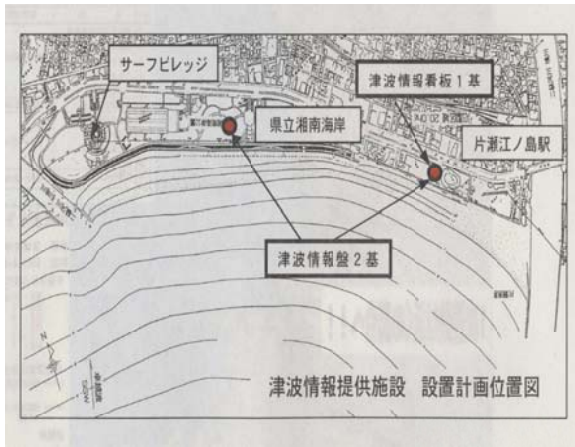 サーフビレッジ
津波情報看板1基
県立湘南海岸
片瀬江ノ島駅
津波情報盤2基
津波情報提供施設 設置計画位置図